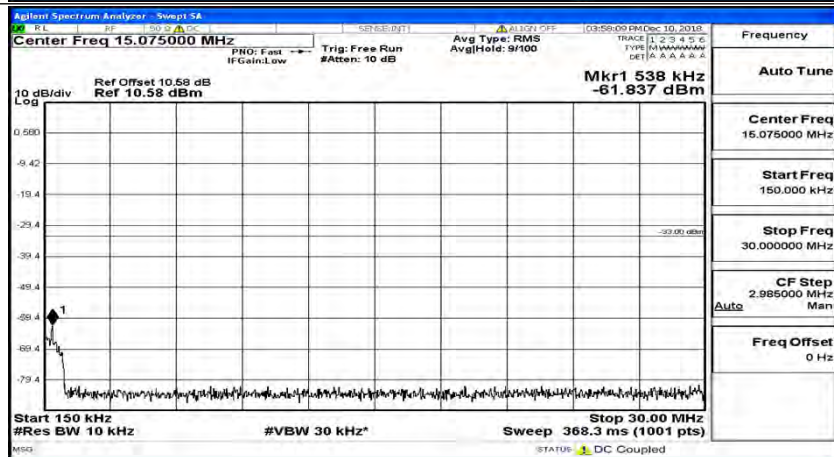 Agilent Spectrum Analyzer - Swept SA
RL RF 50 Ω DC SENSE:INT ALIGN OFF 03:58:09 PM Dec 10, 2018
Center Freq 15.075000 MHz
PNO: Fast
IFGain:Low
Trig: Free Run
#Atten: 10 dB
Avg Type: RMS
Avg|Hold: 9/100
TRACE 1 2 3 4 5 6
TYPE M WWWWW
DET A A A A A A
Ref Offset 10.58 dB
10 dB/div Ref 10.58 dBm
Log
Mkr1 538 kHz
-61.837 dBm
0.580
-9.42
-19.4
-29.4
-33.00 dBm
-39.4
-49.4
-59.4
1
-69.4
-79.4
Start 150 kHz
Stop 30.00 MHz
#Res BW 10 kHz
#VBW 30 kHz*
Sweep 368.3 ms (1001 pts)
MSG
STATUS DC Coupled
Frequency
Auto Tune
Center Freq
15.075000 MHz
Start Freq
150.000 kHz
Stop Freq
30.000000 MHz
CF Step
2.985000 MHz
Auto Man
Freq Offset
0 Hz